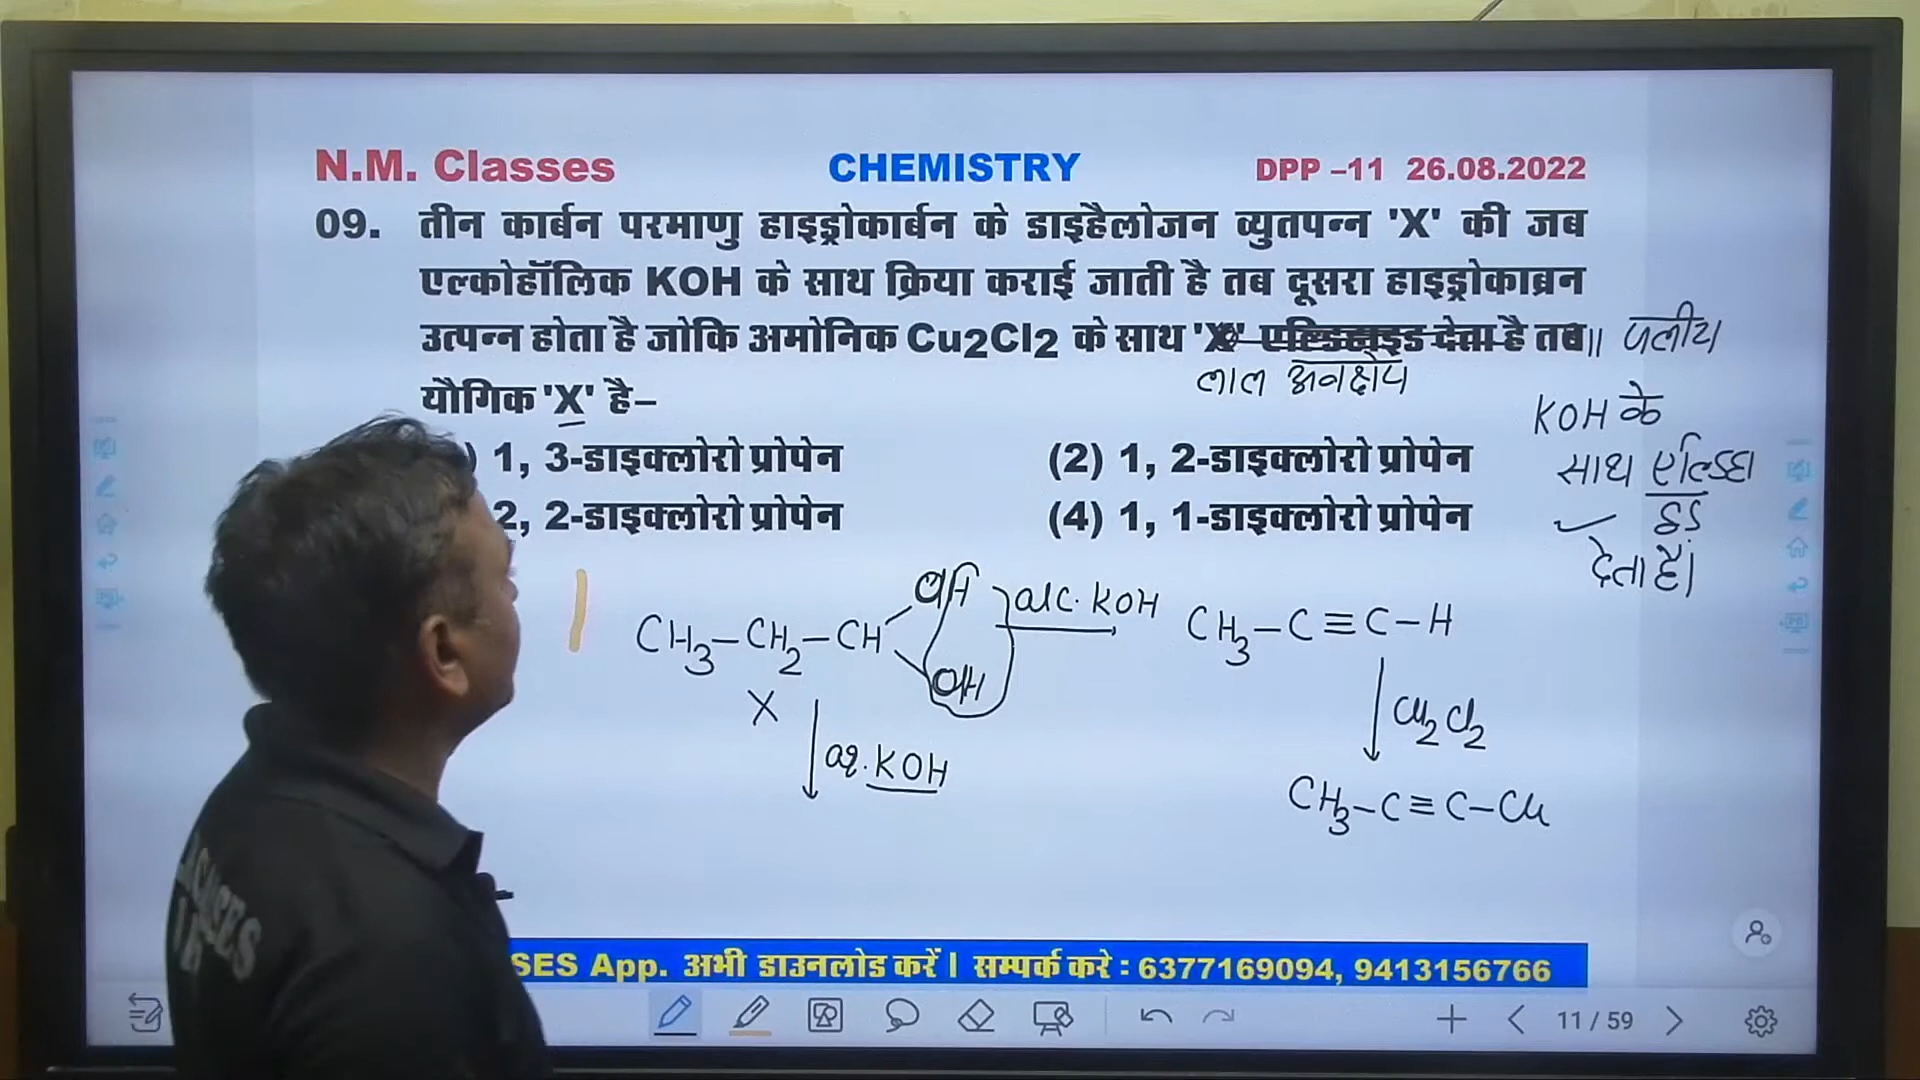 N.M. Classes CHEMISTRY DPP –11 26.08.2022
09. तीन कार्बन परमाणु हाइड्रोकार्बन के डाइहैलोजन व्युतपन्न 'X' की जब
एल्कोहॉलिक KOH के साथ क्रिया कराई जाती है तब दूसरा हाइड्रोकाब्रन
उत्पन्न होता है जोकि अमोनिक Cu2Cl2 के साथ 'X' एल्डिहाइड देता है तब ॥ जलीय
लाल अवक्षेप
यौगिक 'X' है–
KOH के
) 1, 3-डाइक्लोरो प्रोपेन (2) 1, 2-डाइक्लोरो प्रोपेन
साथ एल्डिहा
2, 2-डाइक्लोरो प्रोपेन (4) 1, 1-डाइक्लोरो प्रोपेन ✓
इड
देता है।
CH3–CH2–CH OH OH alc. KOH CH3–C≡C–H
X
aq. KOH
Cu2Cl2
CH3–C≡C–Cu
SES App. अभी डाउनलोड करें । सम्पर्क करे : 6377169094, 9413156766
11 / 59